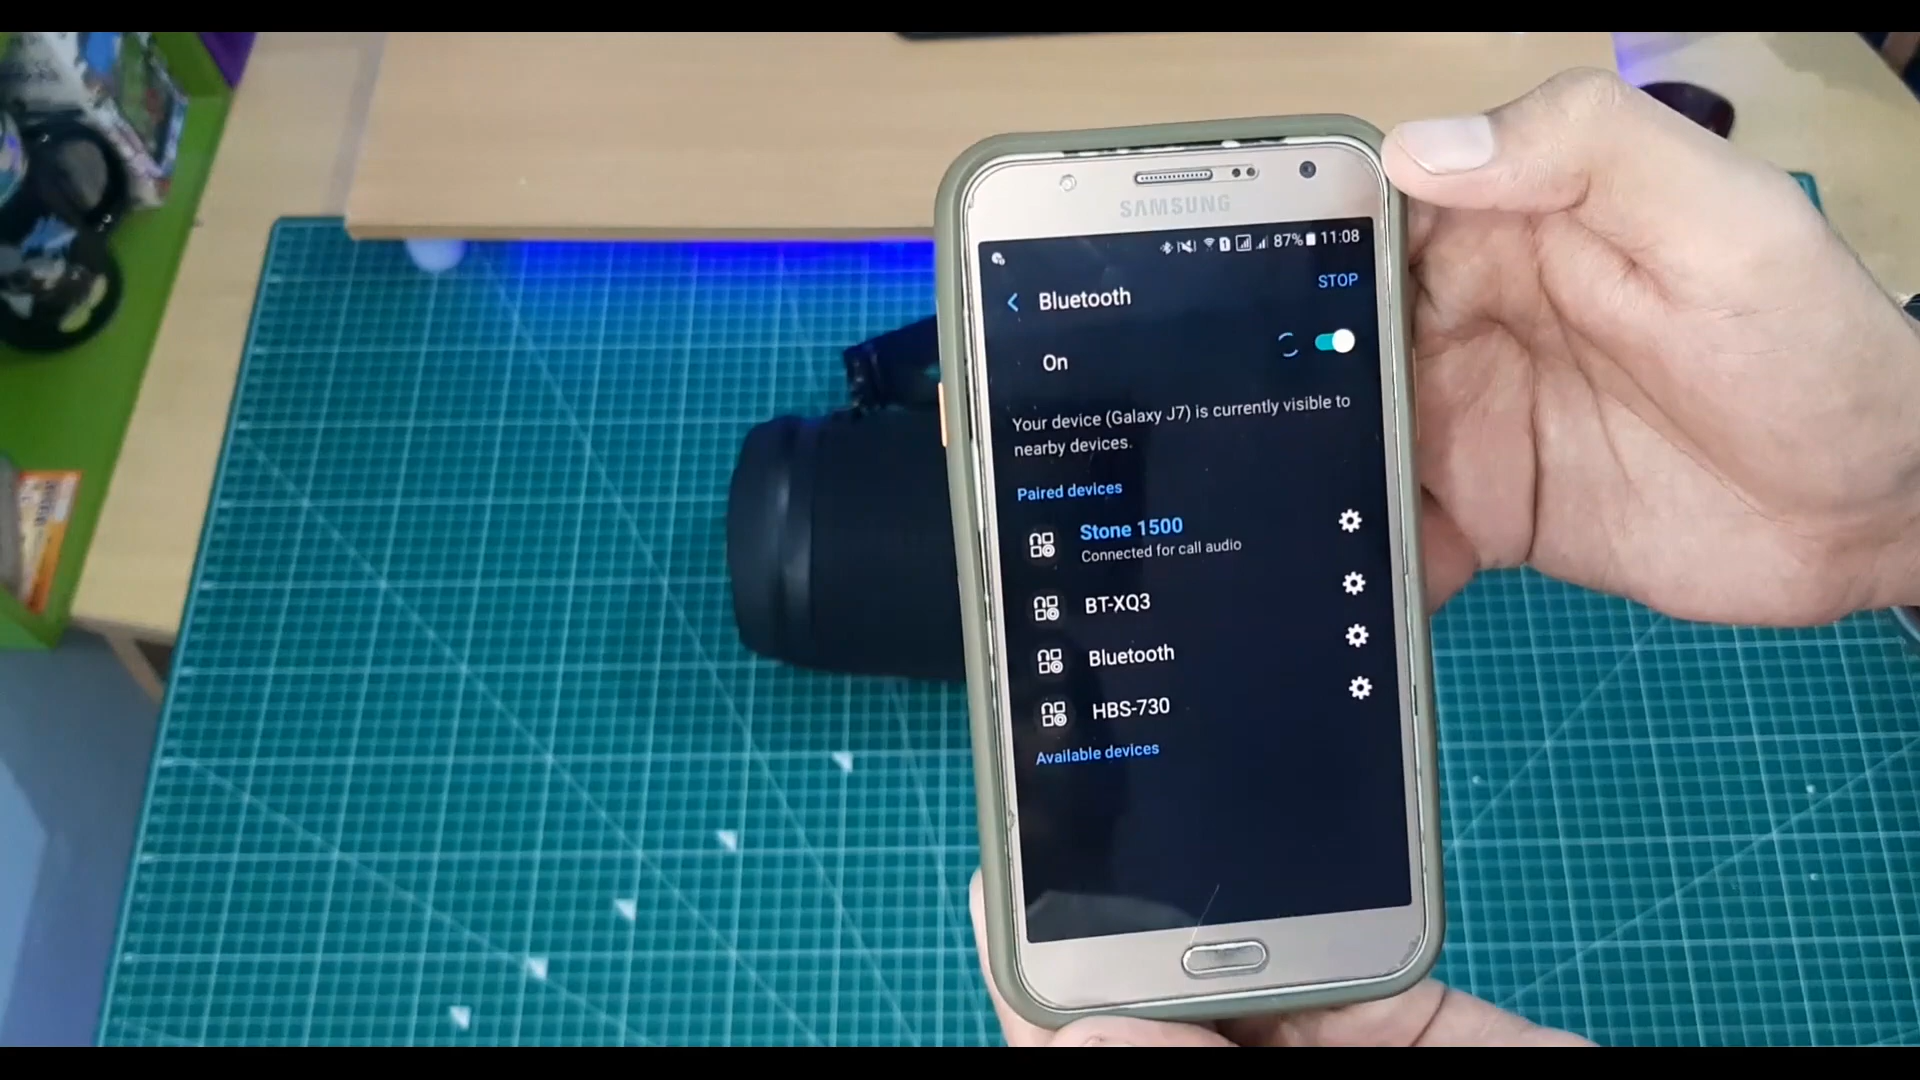 SAMSUNG
87% 11:08
STOP
Bluetooth
On
Your device (Galaxy J7) is currently visible to
nearby devices.
Paired devices
Stone 1500
Connected for call audio
BT-XQ3
Bluetooth
HBS-730
Available devices